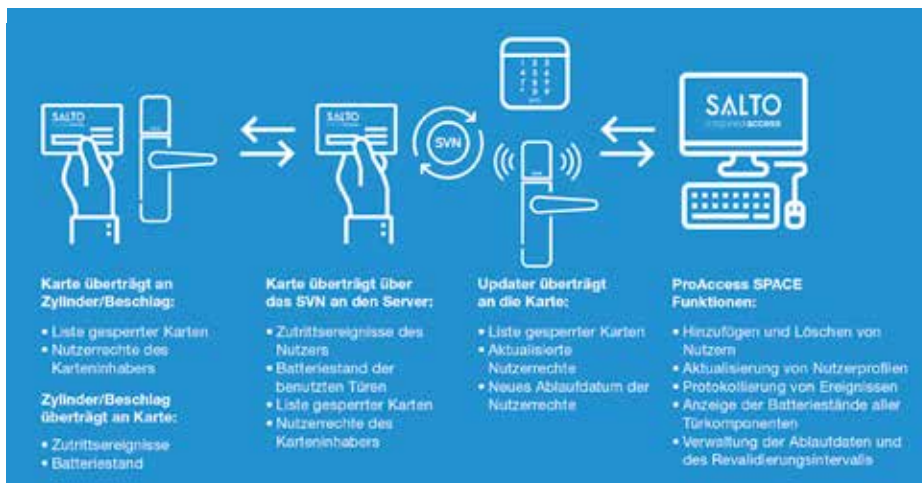 SALTO
SALTO
SVN
SALTO
inspiredaccess
Karte überträgt an
Zylinder/Beschlag:
• Liste gesperrter Karten
• Nutzerrechte des
Karteninhabers
Zylinder/Beschlag
überträgt an Karte:
• Zutrittsereignisse
• Batteriestand
Karte überträgt über
das SVN an den Server:
• Zutrittsereignisse des
Nutzers
• Batteriestand der
benutzten Türen
• Liste gesperrter Karten
• Nutzerrechte des
Karteninhabers
Updater überträgt
an die Karte:
• Liste gesperrter Karten
• Aktualisierte
Nutzerrechte
• Neues Ablaufdatum der
Nutzerrechte
ProAccess SPACE
Funktionen:
• Hinzufügen und Löschen von
Nutzern
• Aktualisierung von Nutzerprofilen
• Protokollierung von Ereignissen
• Anzeige der Batteriestände aller
Türkomponenten
• Verwaltung der Ablaufdaten und
des Revalidierungsintervalls